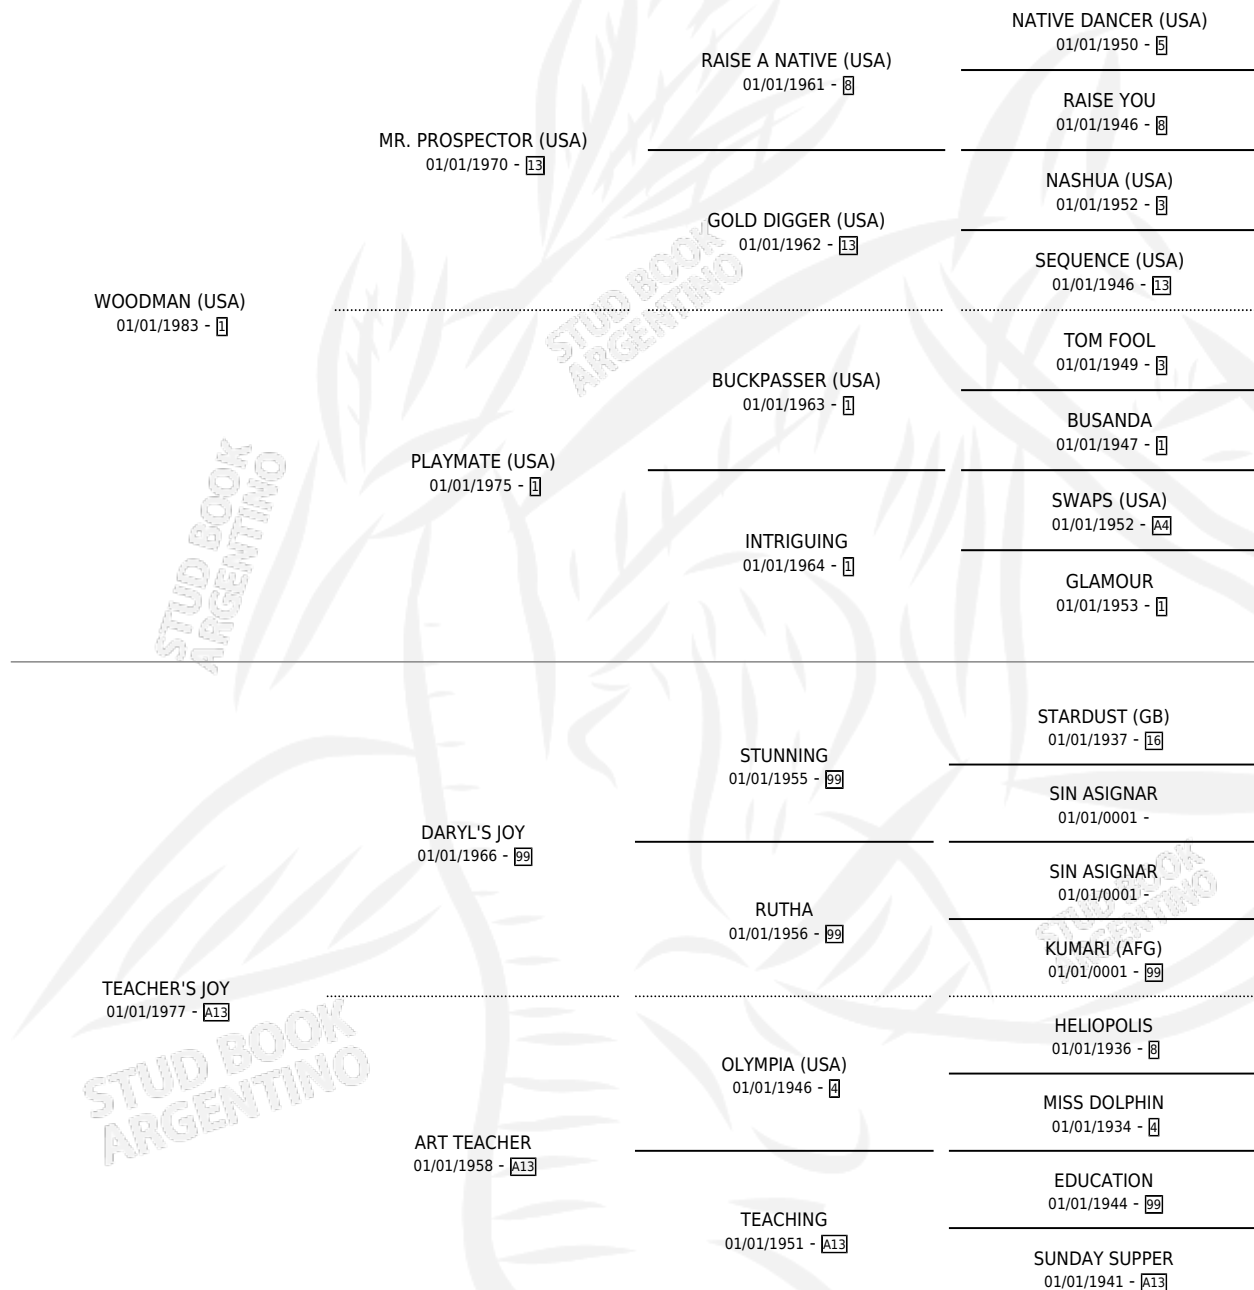 NATIVE DANCER (USA)
01/01/1950 - 5
RAISE A NATIVE (USA)
01/01/1961 - 8
RAISE YOU
01/01/1946 - 8
MR. PROSPECTOR (USA)
01/01/1970 - 13
NASHUA (USA)
01/01/1952 - 3
GOLD DIGGER (USA)
01/01/1962 - 13
SEQUENCE (USA)
01/01/1946 - 13
WOODMAN (USA)
01/01/1983 - 1
TOM FOOL
01/01/1949 - 3
BUCKPASSER (USA)
01/01/1963 - 1
BUSANDA
01/01/1947 - 1
PLAYMATE (USA)
01/01/1975 - 1
SWAPS (USA)
01/01/1952 - A4
INTRIGUING
01/01/1964 - 1
GLAMOUR
01/01/1953 - 1
STARDUST (GB)
01/01/1937 - 16
STUNNING
01/01/1955 - 99
SIN ASIGNAR
01/01/0001 -
DARYL'S JOY
01/01/1966 - 99
SIN ASIGNAR
01/01/0001 -
RUTHA
01/01/1956 - 99
KUMARI (AFG)
01/01/0001 - 99
TEACHER'S JOY
01/01/1977 - A13
HELIOPOLIS
01/01/1936 - 8
OLYMPIA (USA)
01/01/1946 - 4
MISS DOLPHIN
01/01/1934 - 4
ART TEACHER
01/01/1958 - A13
EDUCATION
01/01/1944 - 99
TEACHING
01/01/1951 - A13
SUNDAY SUPPER
01/01/1941 - A13
STUD BOOK
ARGENTINO
STUD BOOK
ARGENTINO
STUD BOOK
ARGENTINO
STUD BOOK
ARGENTINO